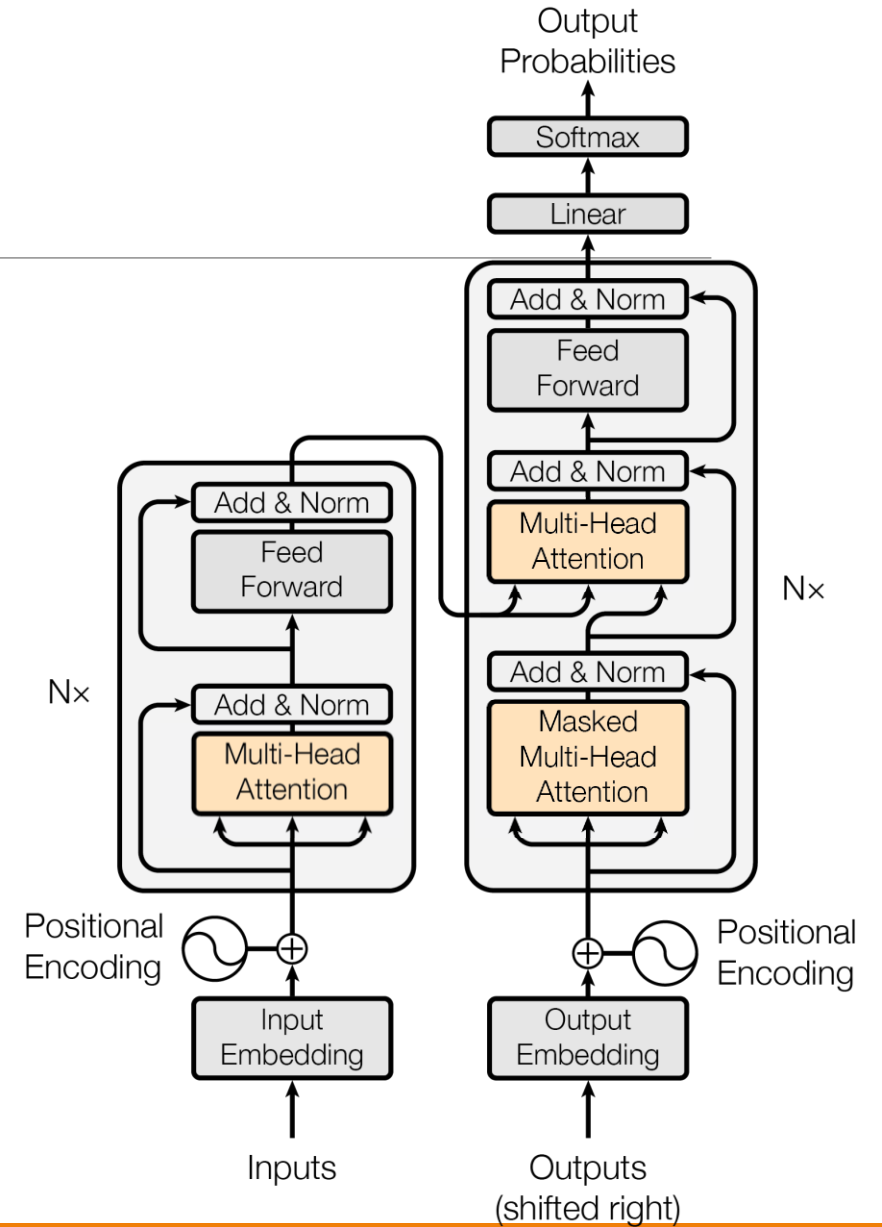 Output
Probabilities
Softmax
Linear
Add & Norm
Feed
Forward
Add & Norm
Multi-Head
Attention
N×
Add & Norm
Masked
Multi-Head
Attention
Add & Norm
Feed
Forward
N×
Add & Norm
Multi-Head
Attention
Positional
Encoding
Positional
Encoding
Input
Embedding
Output
Embedding
Inputs
Outputs
(shifted right)